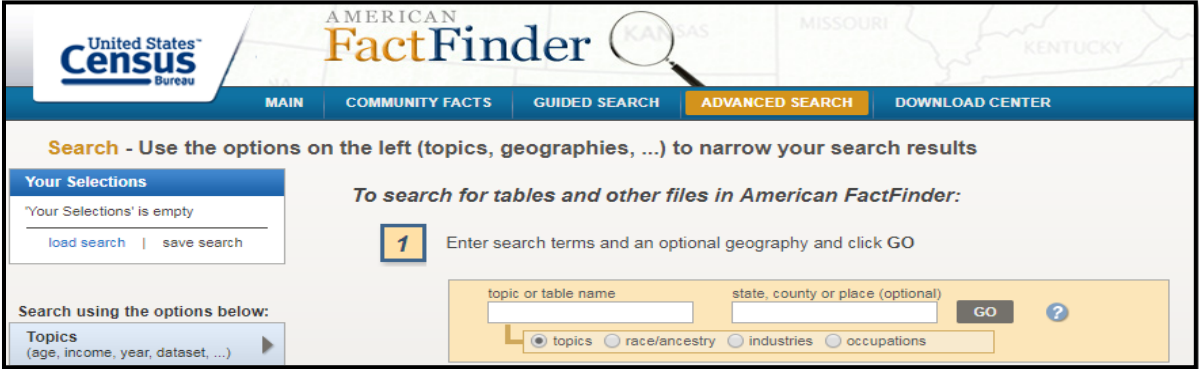 United States™
Census
Bureau
AMERICAN
FactFinder
KANSAS
MISSOURI
KENTUCKY
MAIN
COMMUNITY FACTS
GUIDED SEARCH
ADVANCED SEARCH
DOWNLOAD CENTER
Search - Use the options on the left (topics, geographies, ...) to narrow your search results
Your Selections
'Your Selections' is empty
load search | save search
Search using the options below:
Topics
(age, income, year, dataset, ...)
To search for tables and other files in American FactFinder:
1 Enter search terms and an optional geography and click GO
topic or table name
state, county or place (optional)
GO ?
topics race/ancestry industries occupations